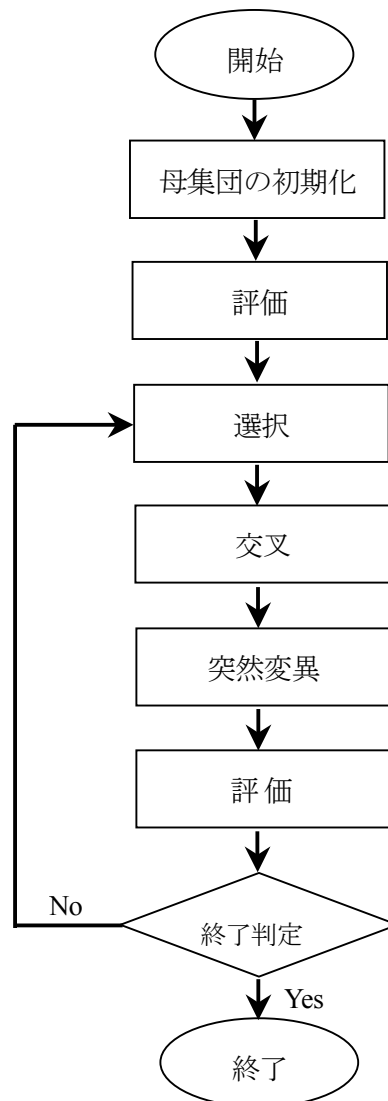 開始
母集団の初期化
評価
選択
交叉
突然変異
評 価
No
終了判定
Yes
終了